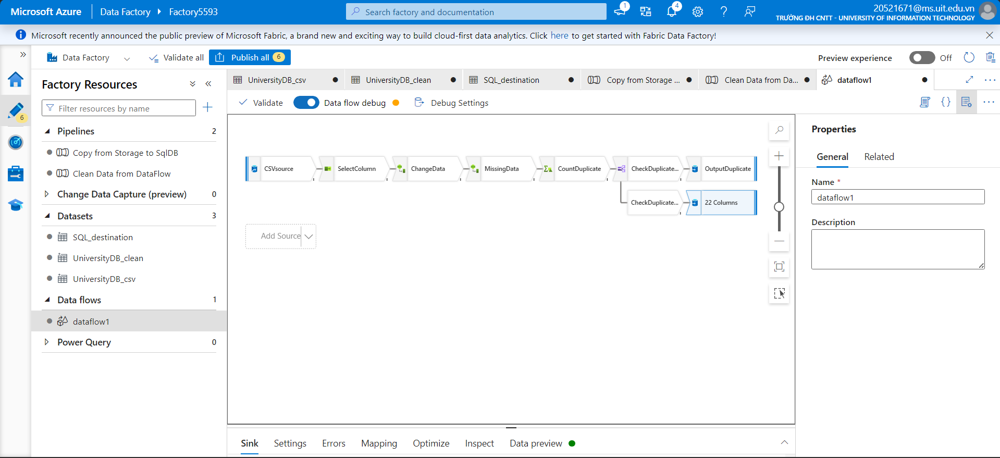 Microsoft Azure
Data Factory
Factory5593
Search factory and documentation
1
4
20521671@ms.uit.edu.vn
TRƯỜNG ĐH CNTT - UNIVERSITY OF INFORMATION TECHNOLOGY
Microsoft recently announced the public preview of Microsoft Fabric, a brand new and exciting way to build cloud-first data analytics. Click here to get started with Fabric Data Factory!
Data Factory
Validate all
Publish all 6
Preview experience
Off
6
Factory Resources
Filter resources by name
Pipelines 2
Copy from Storage to SqlDB
Clean Data from DataFlow
Change Data Capture (preview) 0
Datasets 3
SQL_destination
UniversityDB_clean
UniversityDB_csv
Data flows 1
dataflow1
Power Query 0
UniversityDB_csv
UniversityDB_clean
SQL_destination
Copy from Storage ...
Clean Data from Da...
dataflow1
Validate
Data flow debug
Debug Settings
CSVsource
SelectColumn
ChangeData
MissingData
CountDuplicate
CheckDuplicate...
OutputDuplicate
CheckDuplicate...
22 Columns
Add Source
Sink
Settings
Errors
Mapping
Optimize
Inspect
Data preview
Properties
General
Related
Name *
dataflow1
Description